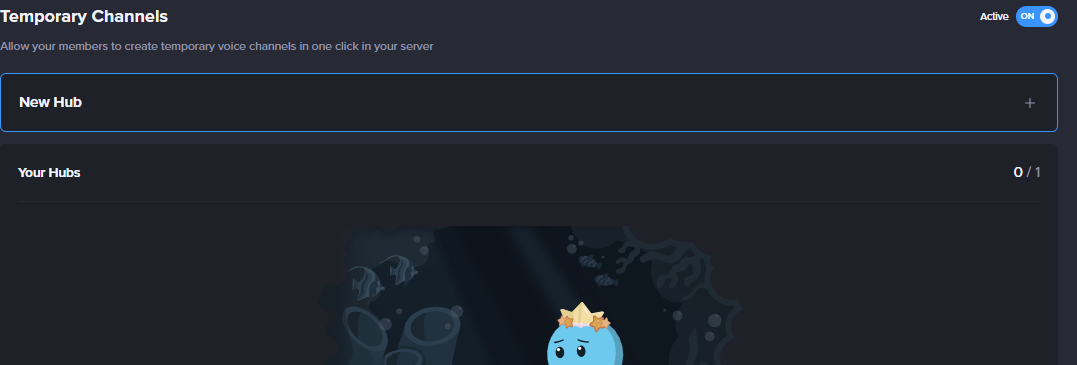 Temporary Channels
Active ON
Allow your members to create temporary voice channels in one click in your server
New Hub
Your Hubs
0 / 1